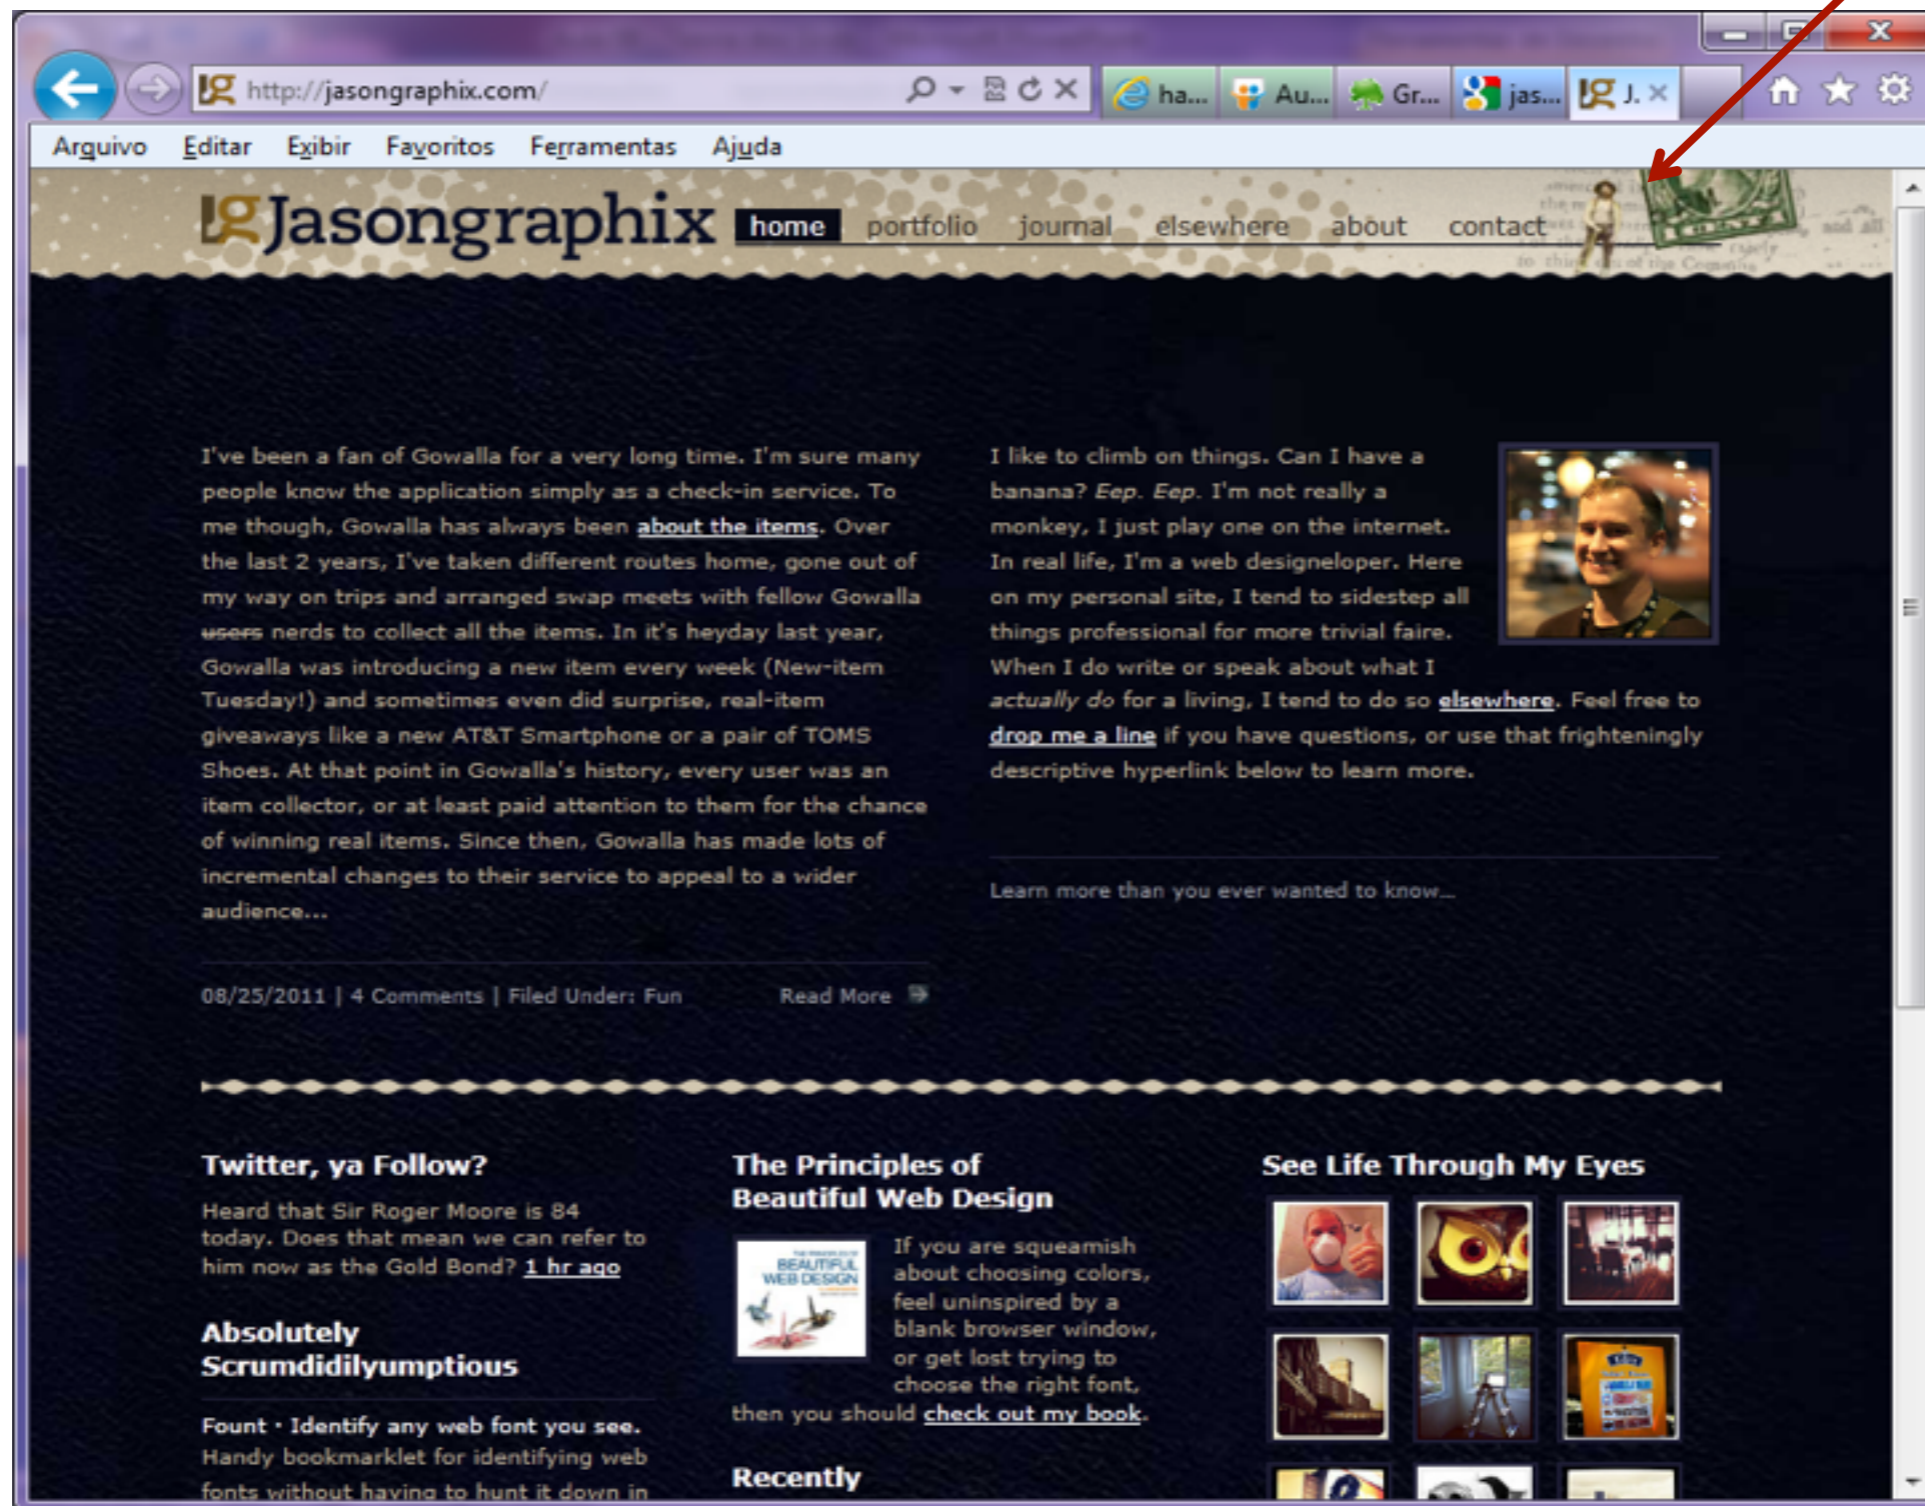 http://jasongraphix.com/
ha...
Au...
Gr...
jas...
J.
Arquivo Editar Exibir Favoritos Ferramentas Ajuda
Jasongraphix
home portfolio journal elsewhere about contact
I've been a fan of Gowalla for a very long time. I'm sure many
people know the application simply as a check-in service. To
me though, Gowalla has always been about the items. Over
the last 2 years, I've taken different routes home, gone out of
my way on trips and arranged swap meets with fellow Gowalla
users nerds to collect all the items. In it's heyday last year,
Gowalla was introducing a new item every week (New-item
Tuesday!) and sometimes even did surprise, real-item
giveaways like a new AT&T Smartphone or a pair of TOMS
Shoes. At that point in Gowalla's history, every user was an
item collector, or at least paid attention to them for the chance
of winning real items. Since then, Gowalla has made lots of
incremental changes to their service to appeal to a wider
audience...
08/25/2011 | 4 Comments | Filed Under: Fun
Read More
I like to climb on things. Can I have a
banana? Eep. Eep. I'm not really a
monkey, I just play one on the internet.
In real life, I'm a web designeloper. Here
on my personal site, I tend to sidestep all
things professional for more trivial faire.
When I do write or speak about what I
actually do for a living, I tend to do so elsewhere. Feel free to
drop me a line if you have questions, or use that frighteningly
descriptive hyperlink below to learn more.
Learn more than you ever wanted to know...
Twitter, ya Follow?
Heard that Sir Roger Moore is 84
today. Does that mean we can refer to
him now as the Gold Bond? 1 hr ago
Absolutely
Scrumdidilyumptious
Fount · Identify any web font you see.
Handy bookmarklet for identifying web
fonts without having to hunt it down in
The Principles of
Beautiful Web Design
THE PRINCIPLES OF
BEAUTIFUL
WEB DESIGN
If you are squeamish
about choosing colors,
feel uninspired by a
blank browser window,
or get lost trying to
choose the right font,
then you should check out my book.
Recently
See Life Through My Eyes